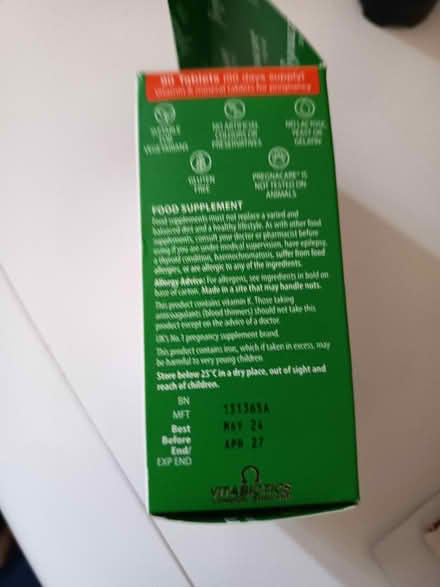 90 Tablets (90 days supply)
Vitamin & mineral tablets for pregnancy
SUITABLE FOR VEGETARIANS
NO ARTIFICIAL COLOURS OR PRESERVATIVES
NO LACTOSE, YEAST OR GELATIN
GLUTEN FREE
PREGNACARE® IS NOT TESTED ON ANIMALS
FOOD SUPPLEMENT
Food supplements must not replace a varied and
balanced diet and a healthy lifestyle. As with other food
supplements, consult your doctor or pharmacist before
using if you are under medical supervision, have epilepsy,
a thyroid condition, haemochromatosis, suffer from food
allergies, or are allergic to any of the ingredients.
Allergy Advice: For allergens, see ingredients in bold on
base of carton. Made in a site that may handle nuts.
This product contains vitamin K. Those taking
anticoagulants (blood thinners) should not take this
product except on the advice of a doctor.
UK's No.1 pregnancy supplement brand.
This product contains iron, which if taken in excess, may
be harmful to very young children.
Store below 25°C in a dry place, out of sight and
reach of children.
BN 131365A
MFT MAY 24
Best Before End/ EXP END APR 27
VITABIOTICS